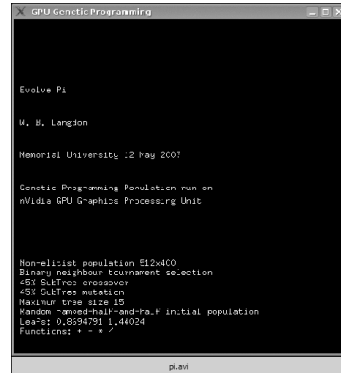 GPU Genetic Programming
Evolve Pi
W. B. Langdon
Memorial University 12 May 2007
Genetic Programming Population run on
nVidia GPU Graphics Processing Unit
Non-elitist population 512x400
Binary neighbour tournament selection
45% SubTree crossover
45% SubTree mutation
Maximum tree size 15
Random ramped-half-and-half initial population
Leafs: 0.8694791 1.44024
Functions: + - * /
pi.avi